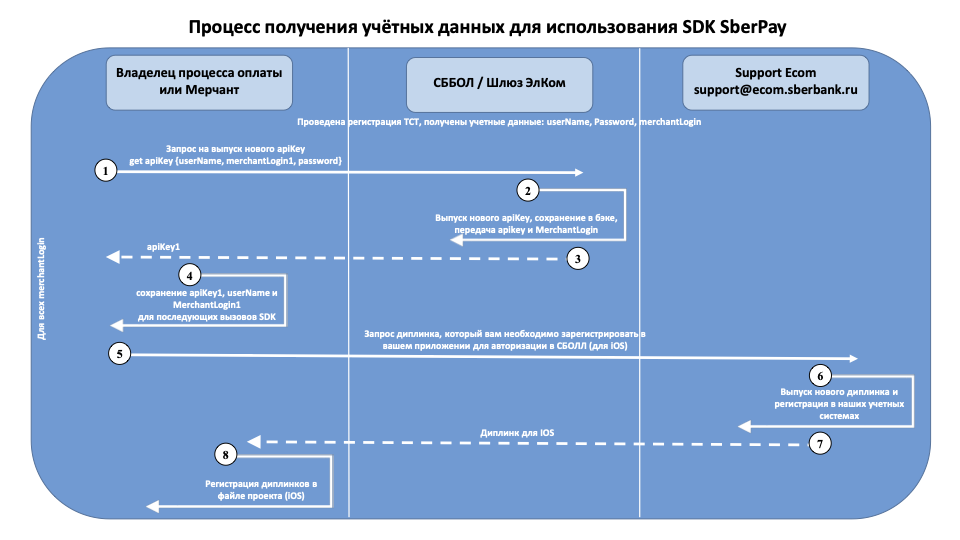 Процесс получения учётных данных для использования SDK SberPay
Владелец процесса оплаты
или Мерчант
СББОЛ / Шлюз ЭлКом
Support Ecom
support@ecom.sberbank.ru
Проведена регистрация ТСТ, получены учетные данные: userName, Password, merchantLogin
Запрос на выпуск нового apiKey
get apiKey {userName, merchantLogin1, password}
1
2
Выпуск нового apiKey, сохранение в бэке,
передача apikey и MerchantLogin
apiKey1
3
4
сохранение apiKey1, userName и
MerchantLogin1
для последующих вызовов SDK
Для всех merchantLogin
Запрос диплинка, который вам необходимо зарегистрировать в
вашем приложении для авторизации в СБОЛЛ (для iOS)
5
6
Выпуск нового диплинка и
регистрация в наших учетных
системах
Диплинк для IOS
7
8
Регистрация диплинков в
файле проекта (iOS)